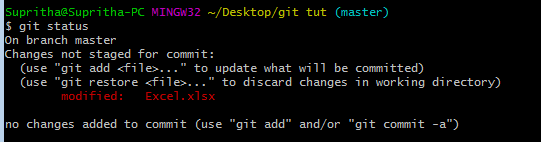 Supritha@Supritha-PC MINGW32 ~/Desktop/git tut (master)
$ git status
On branch master
Changes not staged for commit:
  (use "git add <file>..." to update what will be committed)
  (use "git restore <file>..." to discard changes in working directory)
        modified:   Excel.xlsx

no changes added to commit (use "git add" and/or "git commit -a")